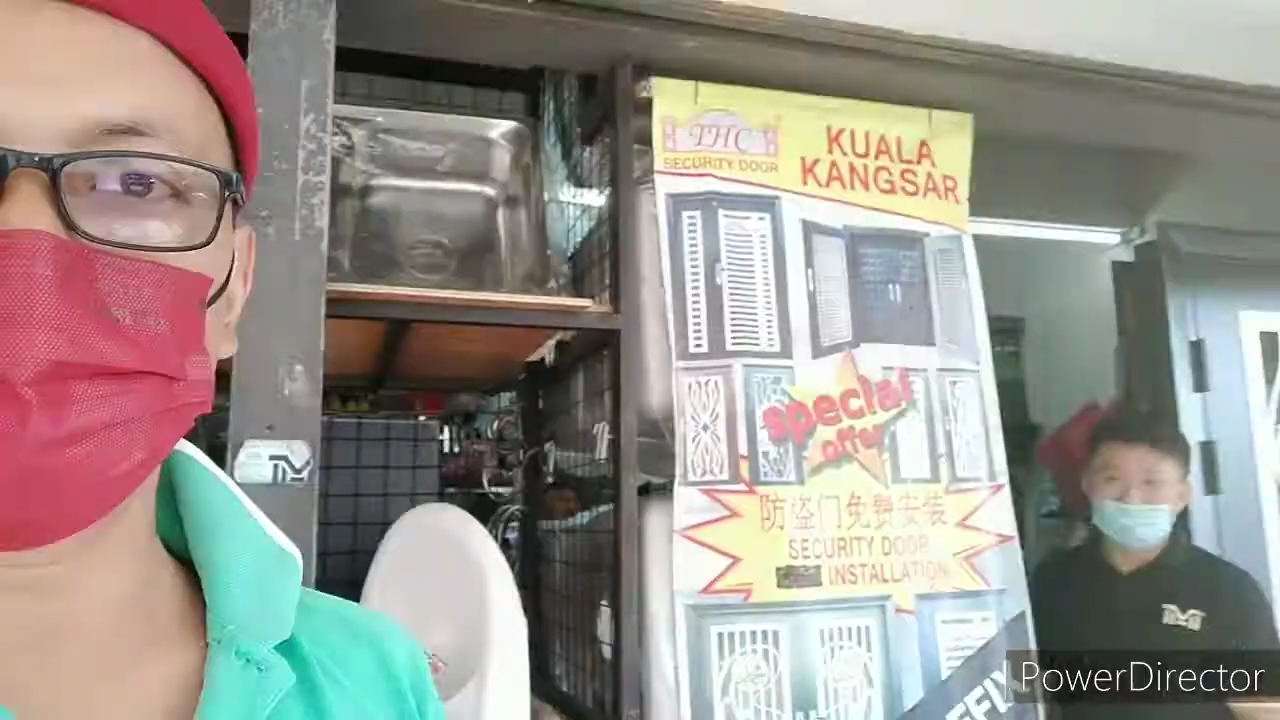 THC
SECURITY DOOR
KUALA
KANGSAR
special
offer
防盗门免费安装
SECURITY DOOR
INSTALLATION
PowerDirector